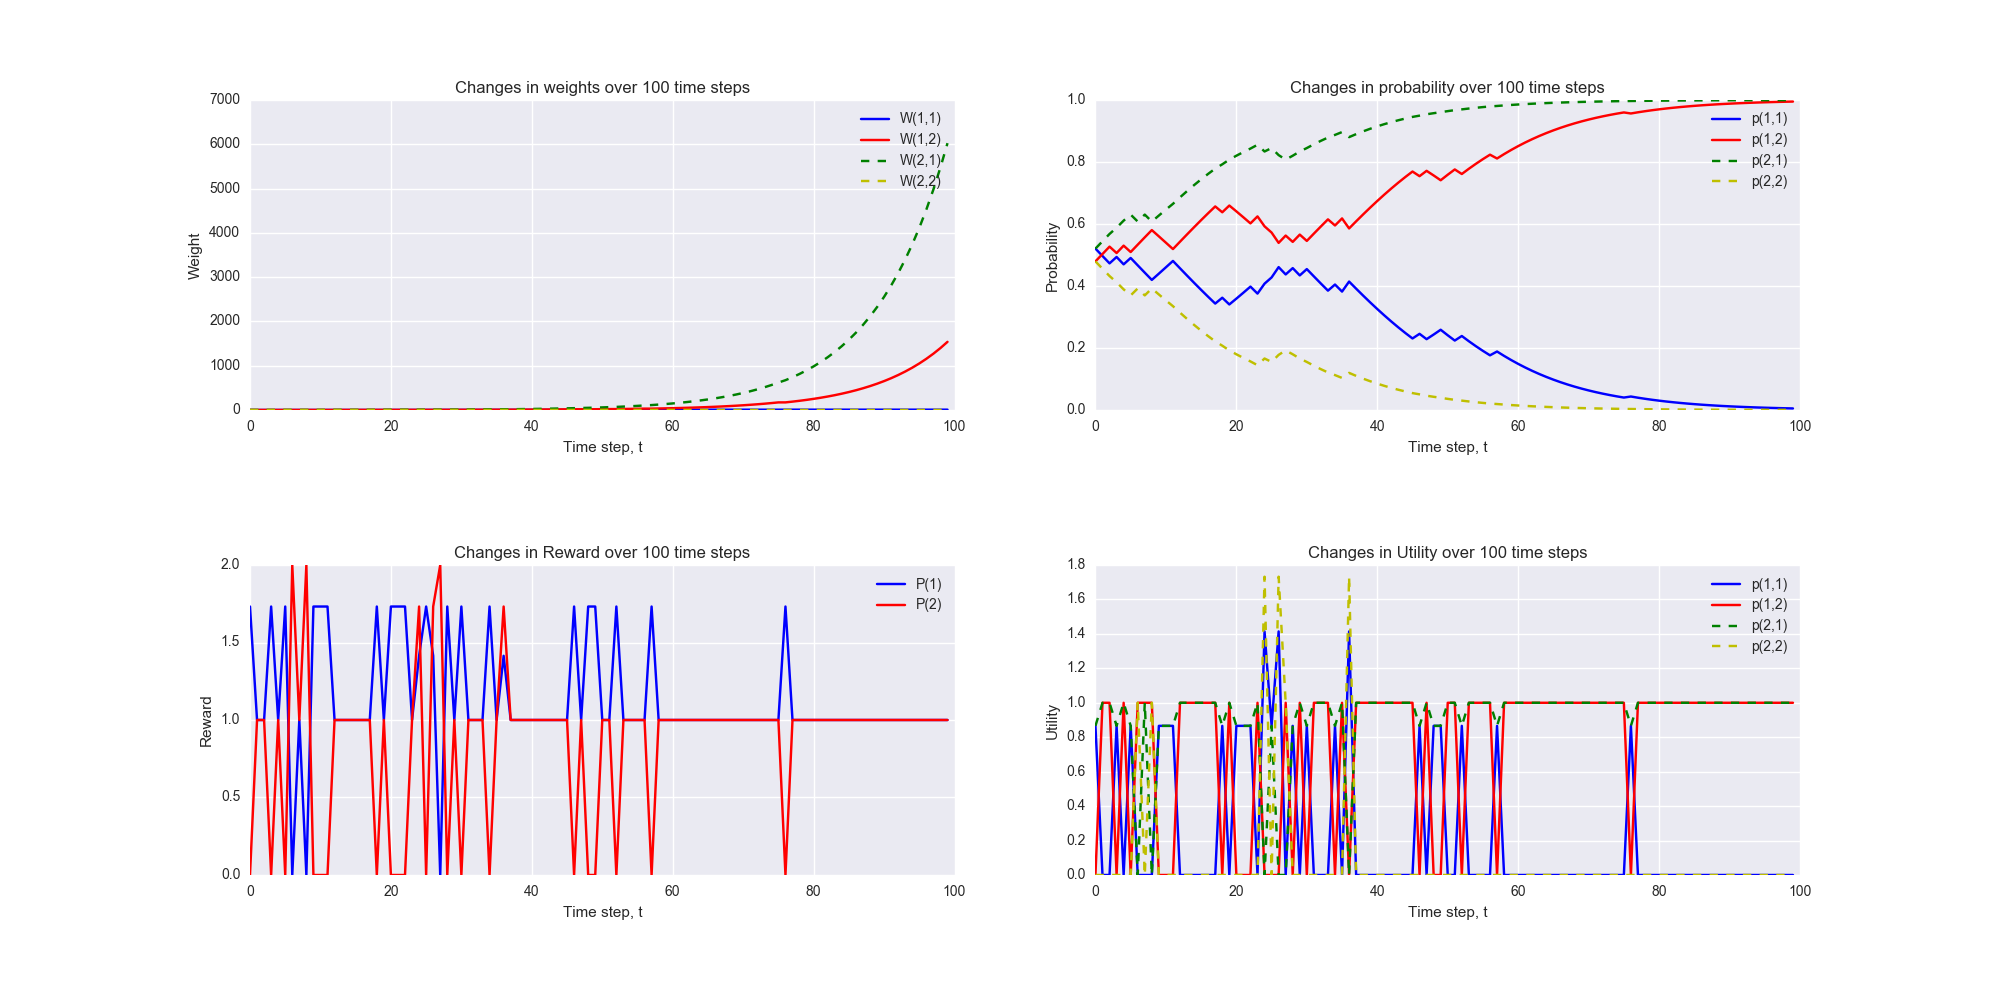 Changes in weights over 100 time steps
7000
6000
5000
4000
3000
2000
1000
0
Weight
W(1,1)
W(1,2)
W(2,1)
W(2,2)
0 20 40 60 80 100
Time step, t
Changes in probability over 100 time steps
1.0
0.8
0.6
0.4
0.2
0.0
Probability
p(1,1)
p(1,2)
p(2,1)
p(2,2)
0 20 40 60 80 100
Time step, t
Changes in Reward over 100 time steps
2.0
1.5
1.0
0.5
0.0
Reward
P(1)
P(2)
0 20 40 60 80 100
Time step, t
Changes in Utility over 100 time steps
1.8
1.6
1.4
1.2
1.0
0.8
0.6
0.4
0.2
0.0
Utility
p(1,1)
p(1,2)
p(2,1)
p(2,2)
0 20 40 60 80 100
Time step, t